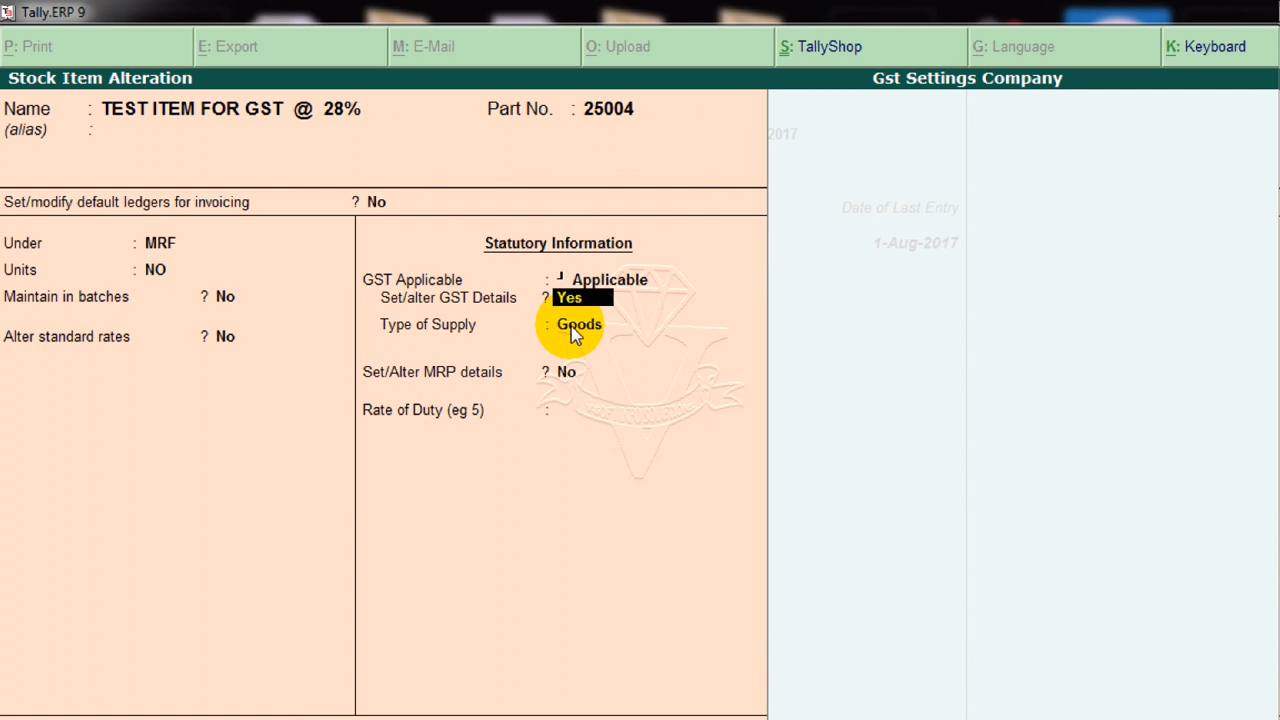 Tally.ERP 9
P: Print E: Export M: E-Mail O: Upload S: TallyShop G: Language K: Keyboard
Stock Item Alteration Gst Settings Company
Name : TEST ITEM FOR GST @ 28% Part No. : 25004
(alias) :
2017
Set/modify default ledgers for invoicing ? No
Date of Last Entry
1-Aug-2017
Under : MRF
Units : NO
Maintain in batches ? No
Alter standard rates ? No
Statutory Information
GST Applicable : ┘ Applicable
Set/alter GST Details ? Yes
Type of Supply : Goods
Set/Alter MRP details ? No
Rate of Duty (eg 5) :